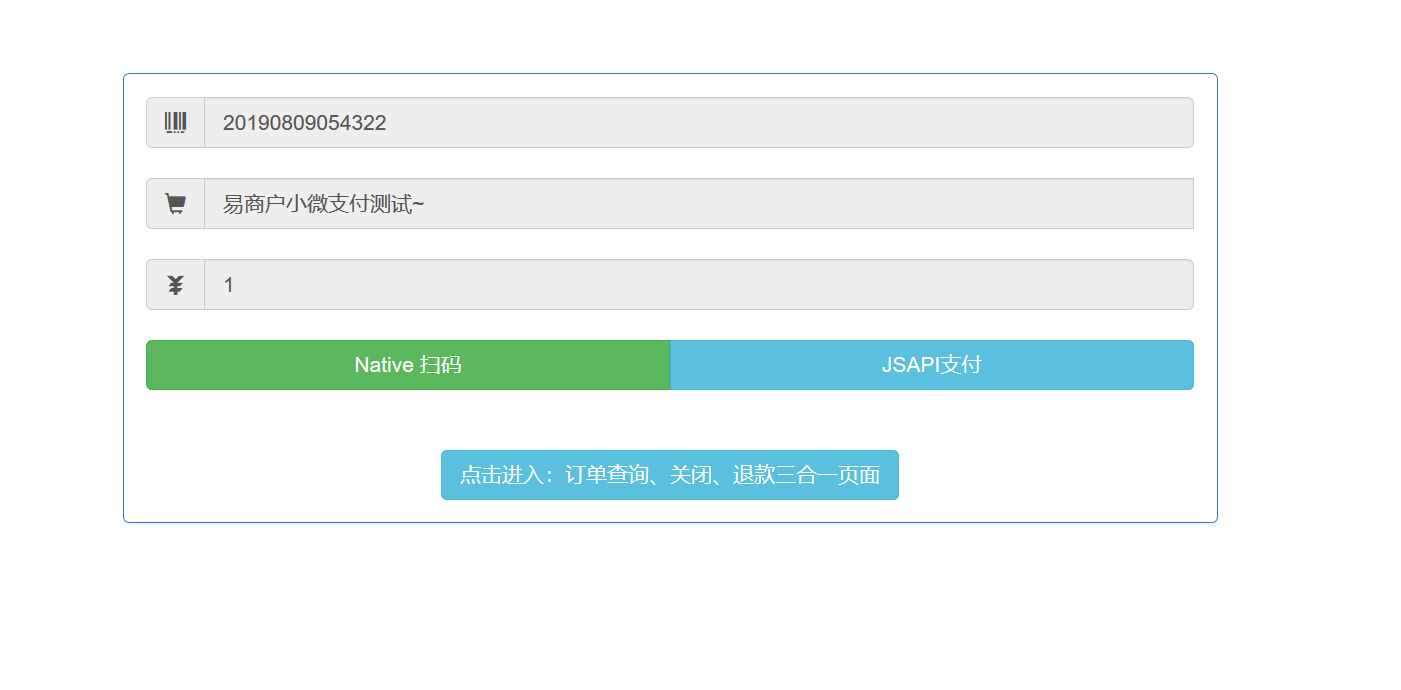 20190809054322
易商户小微支付测试~
1
Native 扫码
JSAPI支付
点击进入：订单查询、关闭、退款三合一页面